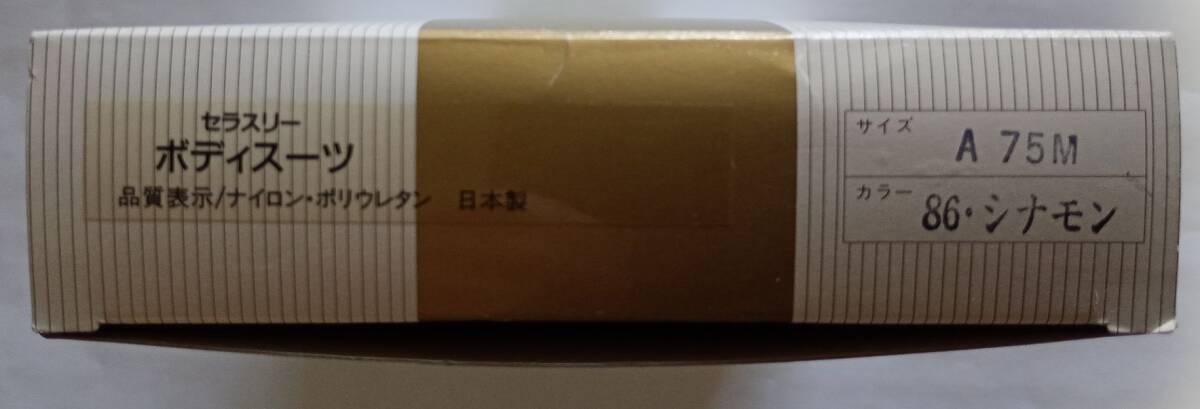 セラスリー
ボディスーツ
品質表示/ナイロン・ポリウレタン 日本製
サイズ
A 75M
カラー
86・シナモン